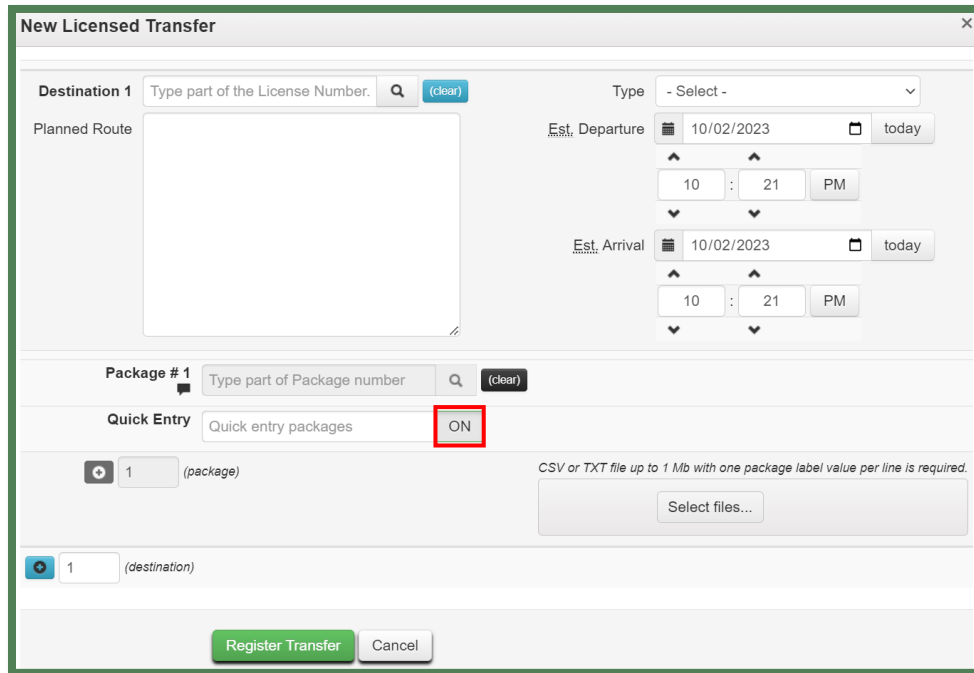 New Licensed Transfer
×
Destination 1 Type part of the License Number. (clear) Type - Select -
Planned Route Est. Departure 10/02/2023 today
10 : 21 PM
Est. Arrival 10/02/2023 today
10 : 21 PM
Package # 1 Type part of Package number (clear)
Quick Entry Quick entry packages ON
1 (package) CSV or TXT file up to 1 Mb with one package label value per line is required.
Select files...
1 (destination)
Register Transfer Cancel